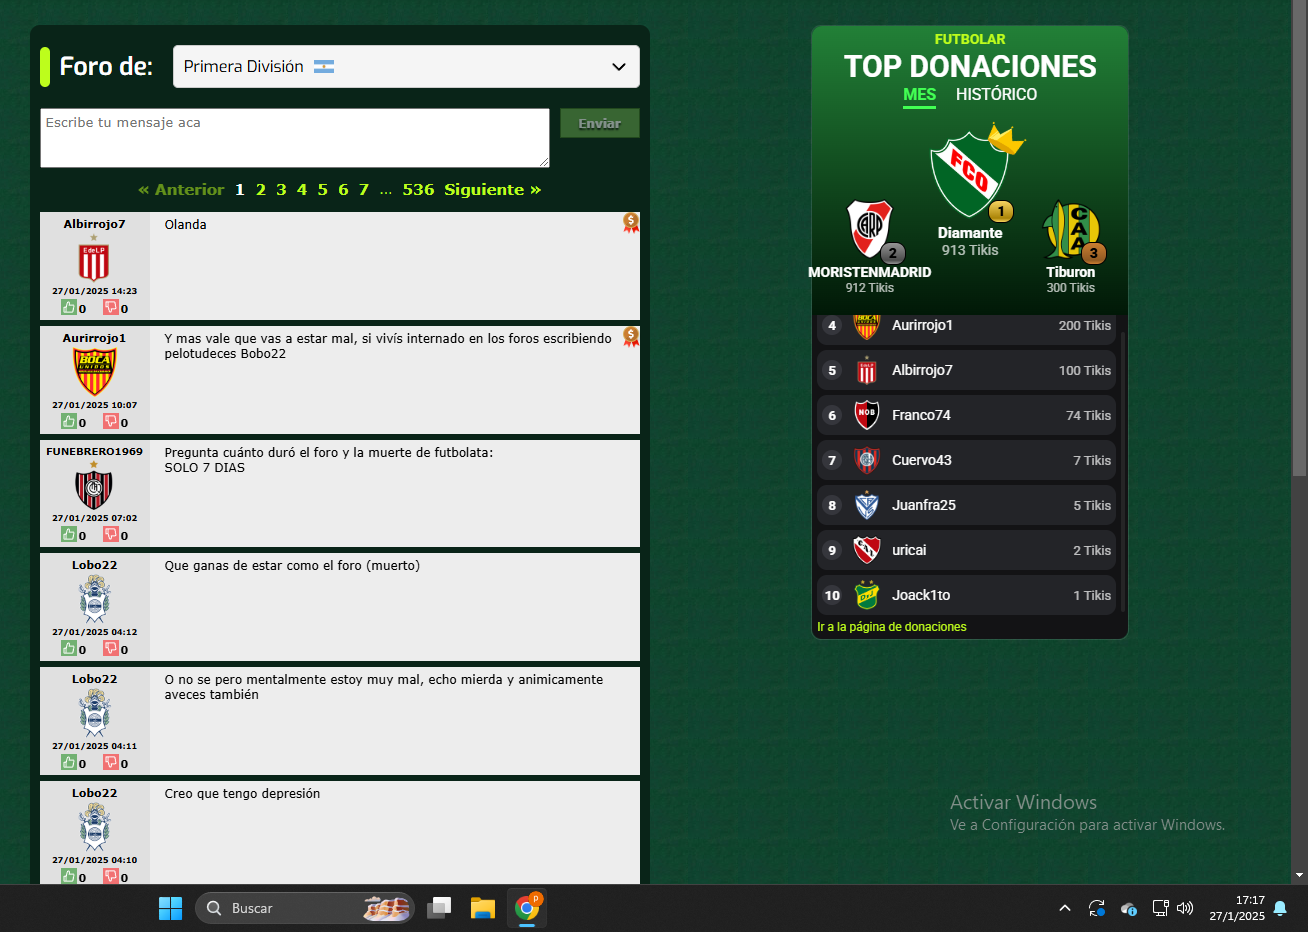 Foro de:
Primera División
Escribe tu mensaje aca
Enviar
« Anterior 1 2 3 4 5 6 7 ... 536 Siguiente »
Albirrojo7
Olanda
E de L P
27/01/2025 14:23
0 0
Aurirrojo1
Y mas vale que vas a estar mal, si vivís internado en los foros escribiendo
pelotudeces Bobo22
BOCA
UNIDOS
27/01/2025 10:07
0 0
FUNEBRERO1969
Pregunta cuánto duró el foro y la muerte de futbolata:
SOLO 7 DIAS
27/01/2025 07:02
0 0
Lobo22
Que ganas de estar como el foro (muerto)
27/01/2025 04:12
0 0
Lobo22
O no se pero mentalmente estoy muy mal, echo mierda y animicamente
aveces también
27/01/2025 04:11
0 0
Lobo22
Creo que tengo depresión
27/01/2025 04:10
0 0
FUTBOLAR
TOP DONACIONES
MES HISTÓRICO
FCO
1
Diamante
913 Tikis
CARP
2
MORISTENMADRID
912 Tikis
CAA
3
Tiburon
300 Tikis
4 BOCA Aurirrojo1 200 Tikis
5 Albirrojo7 100 Tikis
6 NOB Franco74 74 Tikis
7 Cuervo43 7 Tikis
8 Juanfra25 5 Tikis
9 CAI uricai 2 Tikis
10 DyJ Joack1to 1 Tikis
Ir a la página de donaciones
Activar Windows
Ve a Configuración para activar Windows.
Buscar
P
17:17
27/1/2025